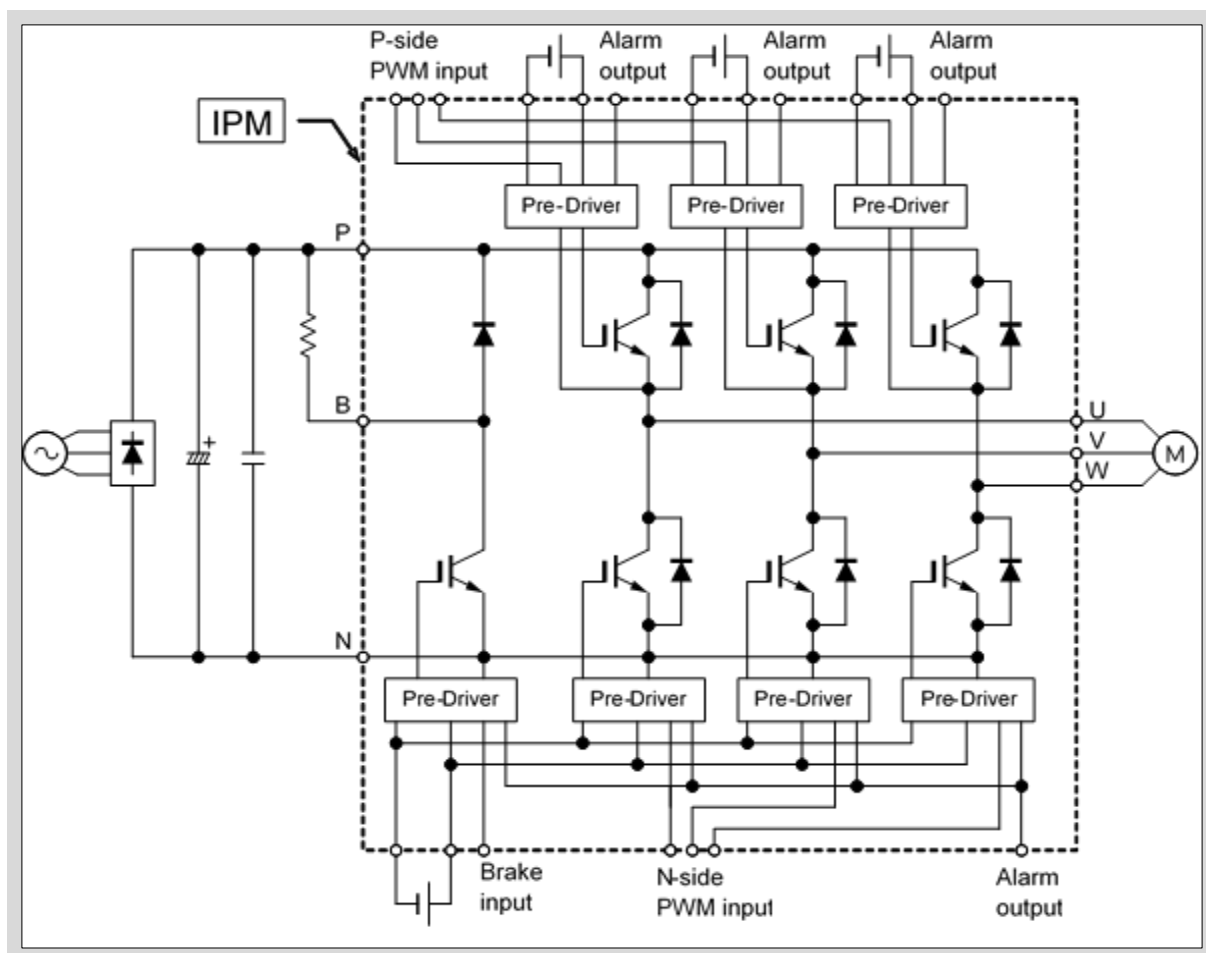 P-side
PWM input
Alarm
output
Alarm
output
Alarm
output
IPM
Pre-Driver
Pre-Driver
Pre-Driver
P
B
U
V
W
M
N
Pre-Driver
Pre-Driver
Pre-Driver
Pre-Driver
Brake
input
N-side
PWM input
Alarm
output
+